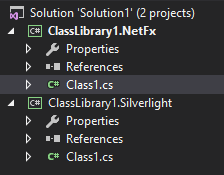 Solution 'Solution1' (2 projects)
C# ClassLibrary1.NetFx
Properties
References
C# Class1.cs
C# ClassLibrary1.Silverlight
Properties
References
C# Class1.cs